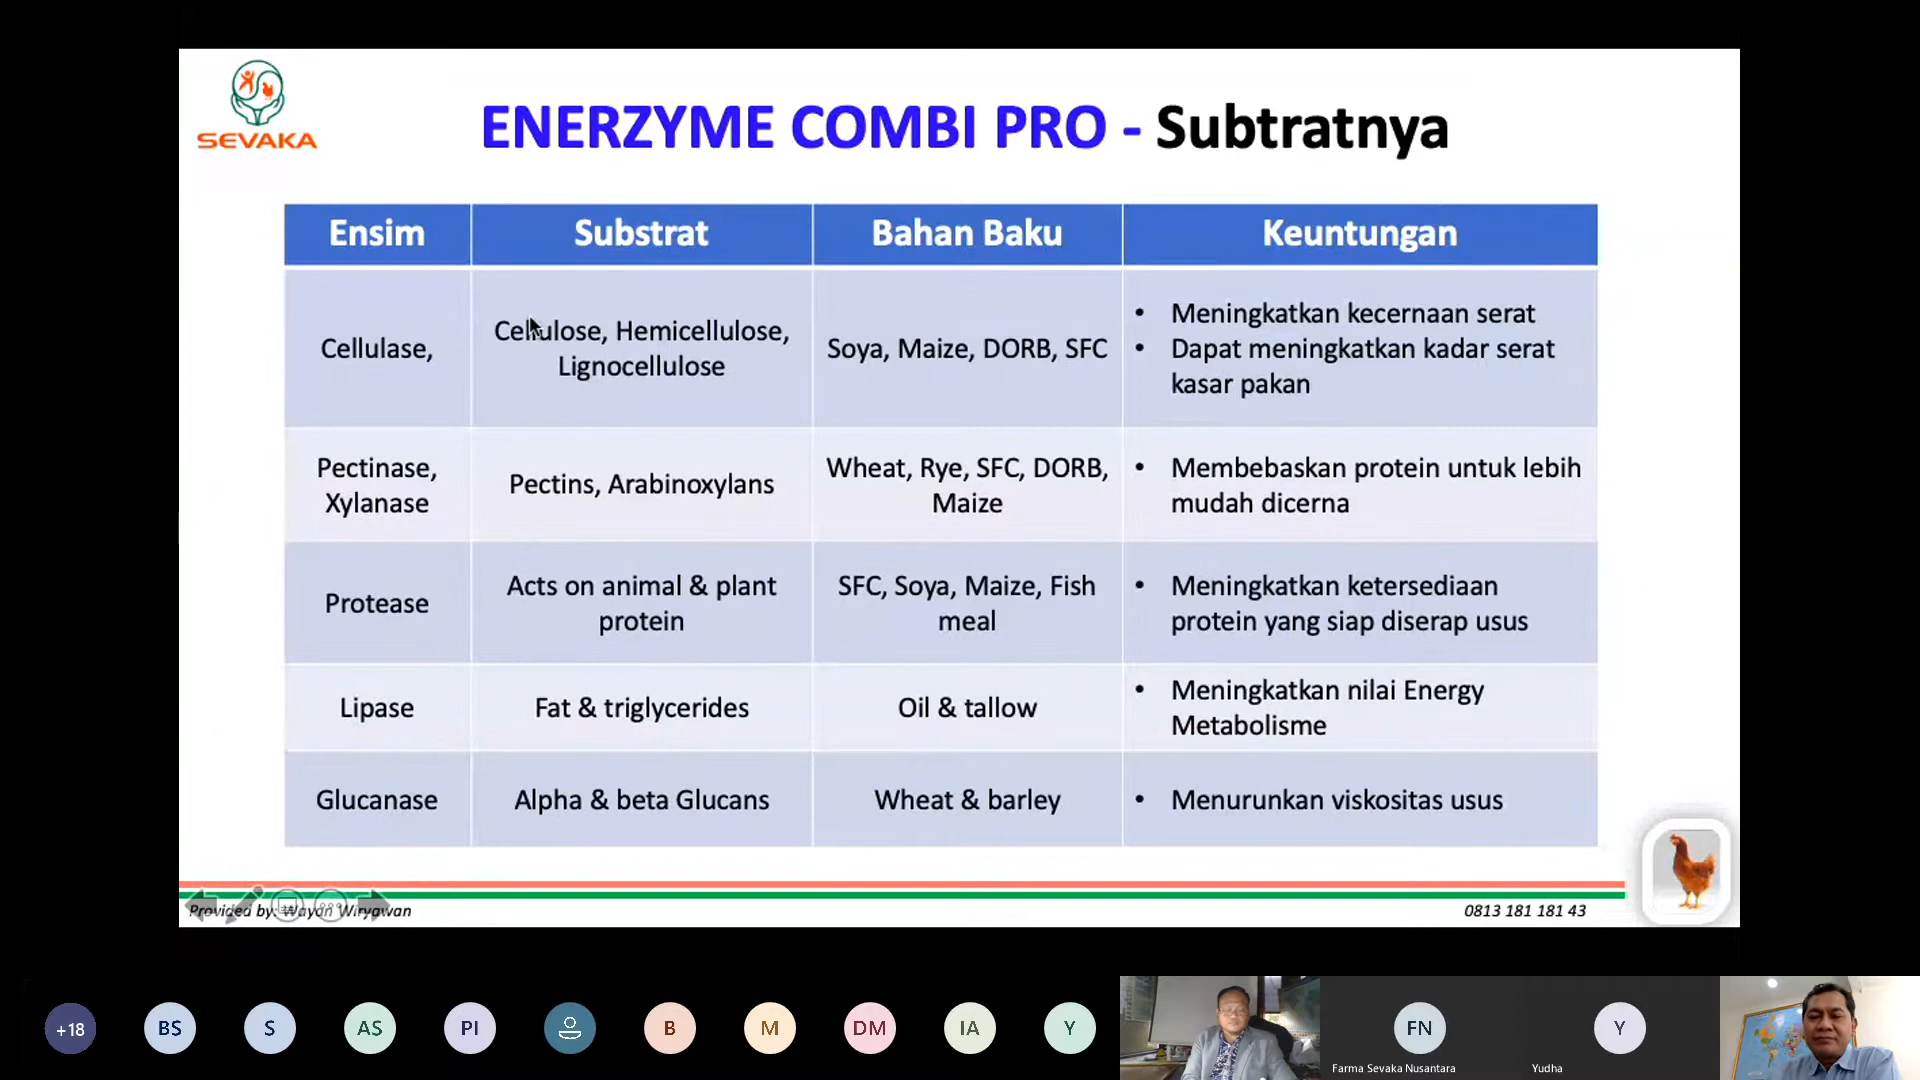 SEVAKA
ENERZYME COMBI PRO - Subtratnya
Ensim
Substrat
Bahan Baku
Keuntungan
Cellulase,
Cellulose, Hemicellulose,
Lignocellulose
Soya, Maize, DORB, SFC
• Meningkatkan kecernaan serat
• Dapat meningkatkan kadar serat
kasar pakan
Pectinase,
Xylanase
Pectins, Arabinoxylans
Wheat, Rye, SFC, DORB,
Maize
• Membebaskan protein untuk lebih
mudah dicerna
Protease
Acts on animal & plant
protein
SFC, Soya, Maize, Fish
meal
• Meningkatkan ketersediaan
protein yang siap diserap usus
Lipase
Fat & triglycerides
Oil & tallow
• Meningkatkan nilai Energy
Metabolisme
Glucanase
Alpha & beta Glucans
Wheat & barley
• Menurunkan viskositas usus
Provided by: Wayan Wiryawan
0813 181 181 43
+18
BS
S
AS
PI
B
M
DM
IA
Y
FN
Farma Sevaka Nusantara
Y
Yudha